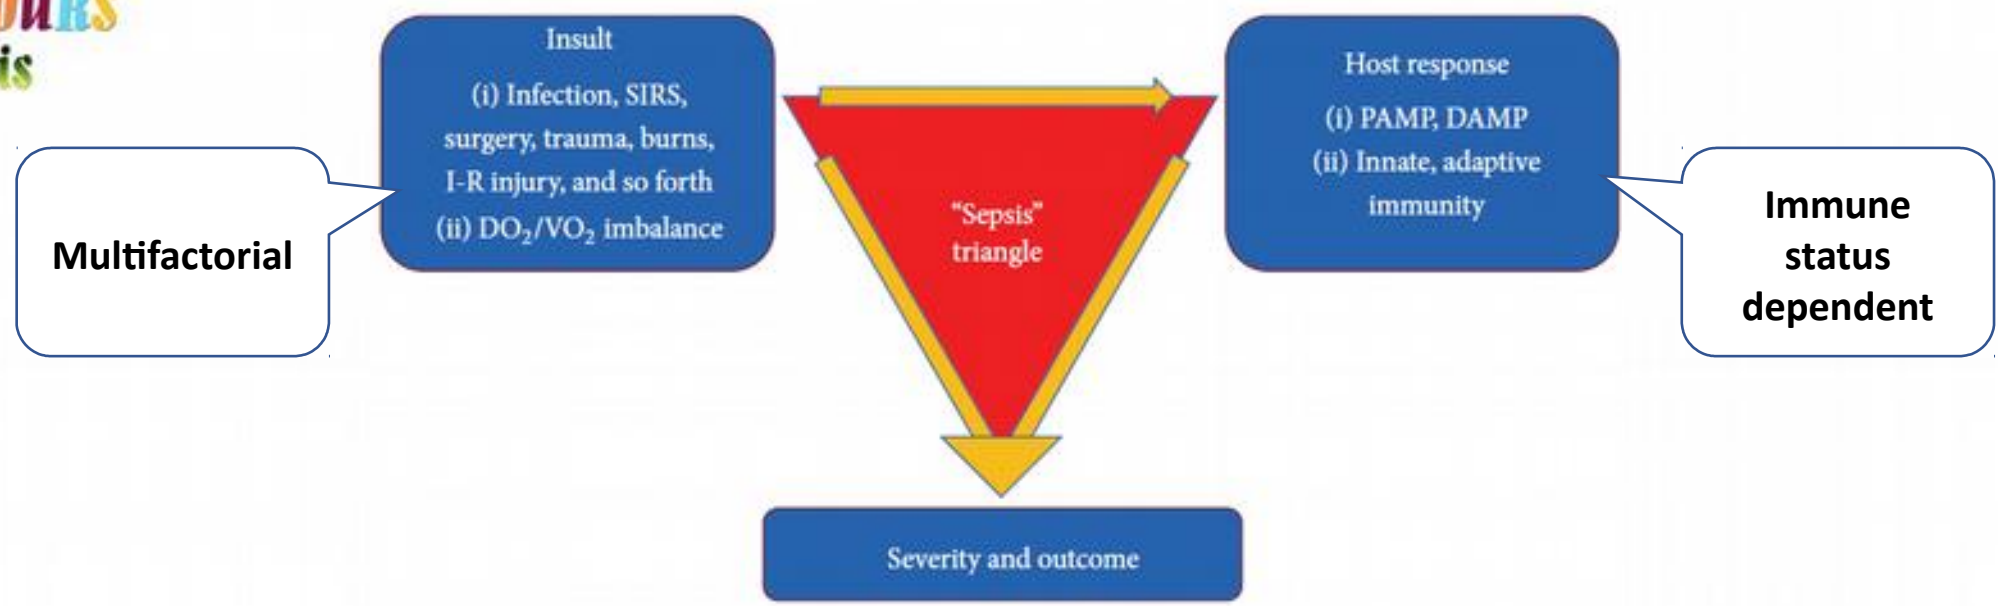 is
Insult
(i) Infection, SIRS,
surgery, trauma, burns,
I-R injury, and so forth
(ii) DO₂/VO₂ imbalance
Host response
(i) PAMP, DAMP
(ii) Innate, adaptive
immunity
Multifactorial
"Sepsis"
triangle
Immune
status
dependent
Severity and outcome